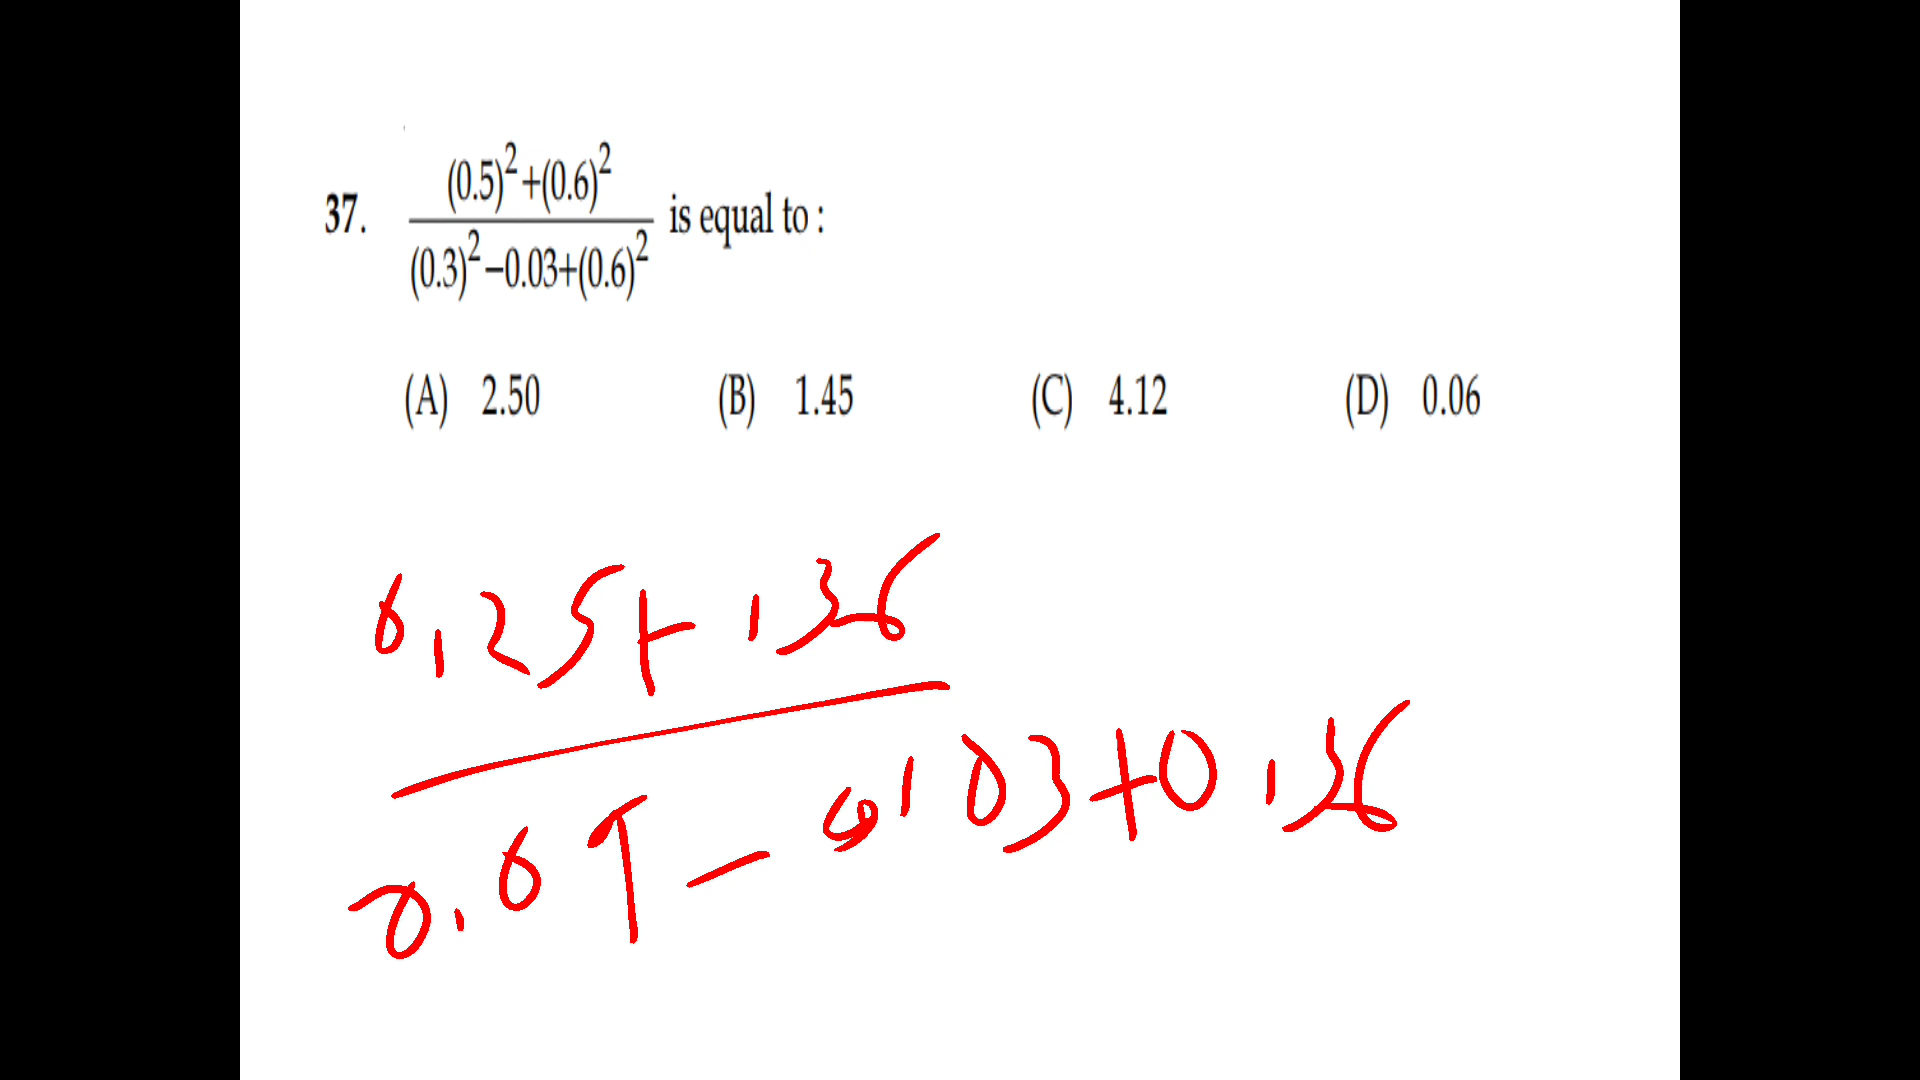 37. (0.5)²+(0.6)²
(0.3)²−0.03+(0.6)² is equal to :
(A) 2.50 (B) 1.45 (C) 4.12 (D) 0.06
0.25+.36
0.09-0.03+0.36